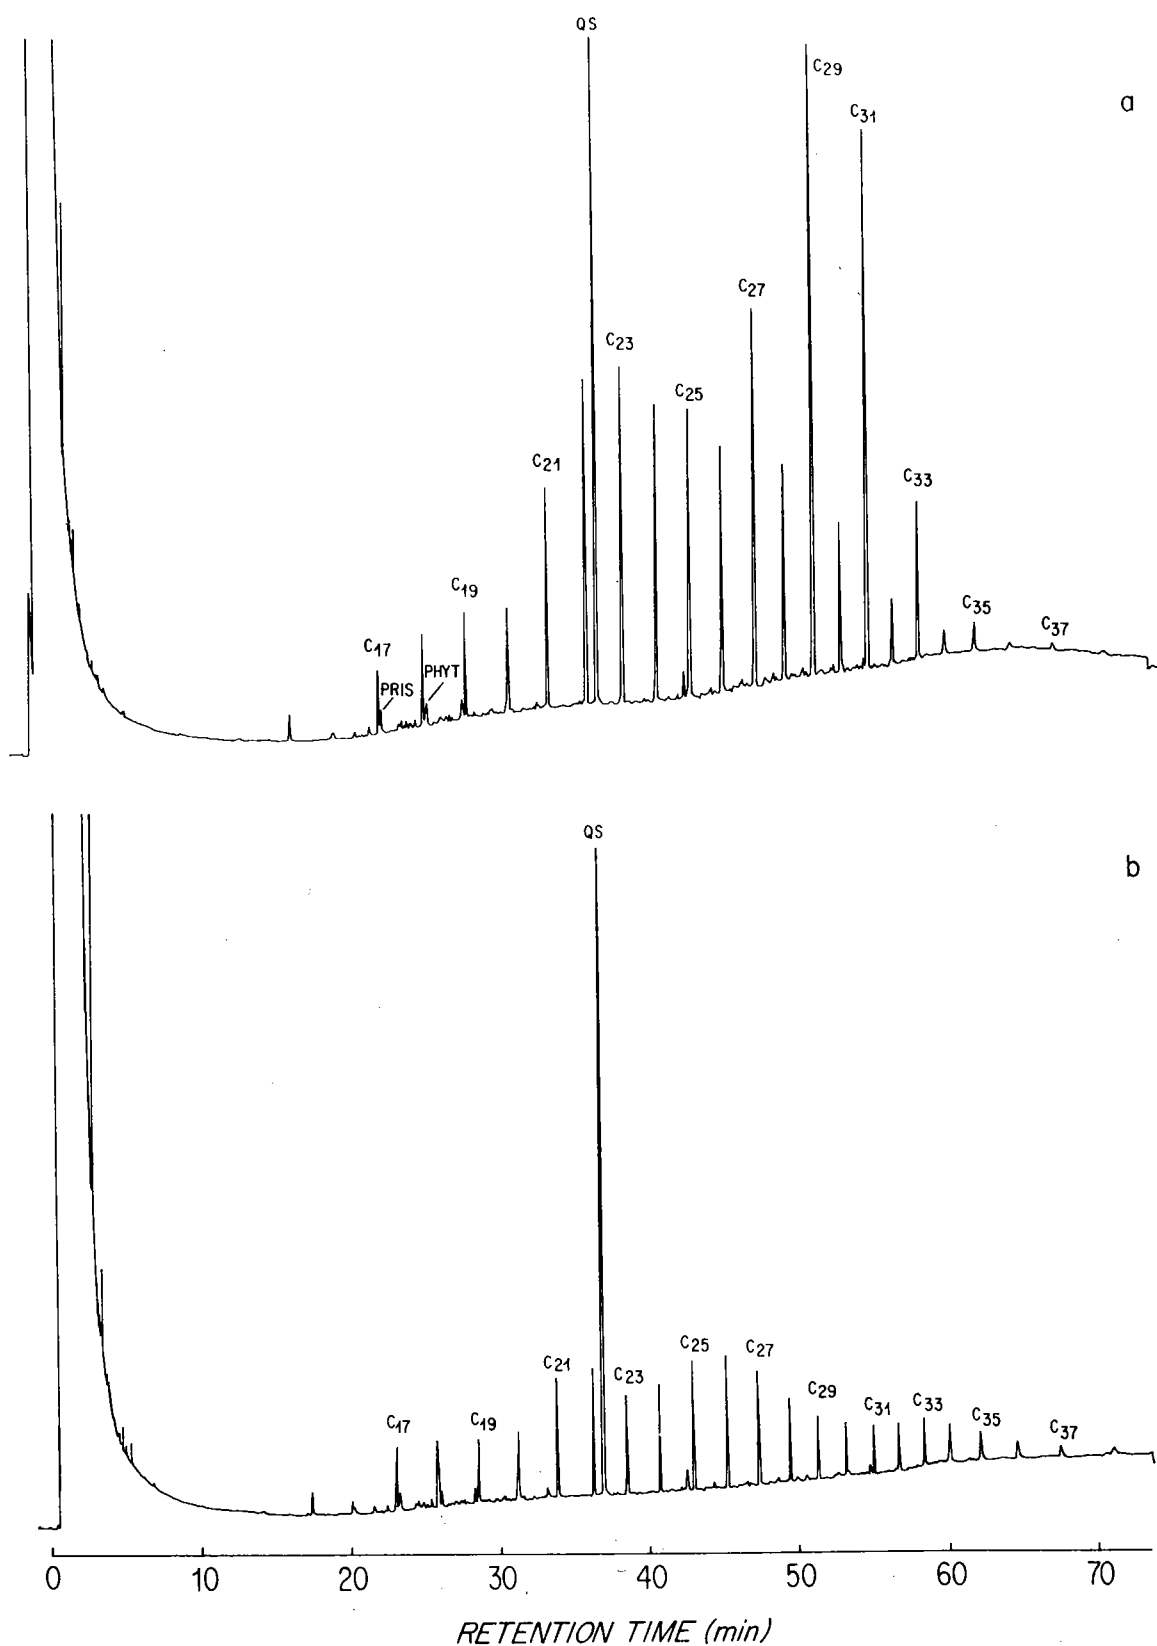 QS
C29
a
C31
C27
C23
C25
C21
C33
C19
C17
PHYT
PRIS
C35
C37
QS
b
C25
C27
C21
C23
C29
C31
C33
C35
C37
C17
C19
0 10 20 30 40 50 60 70
RETENTION TIME (min)